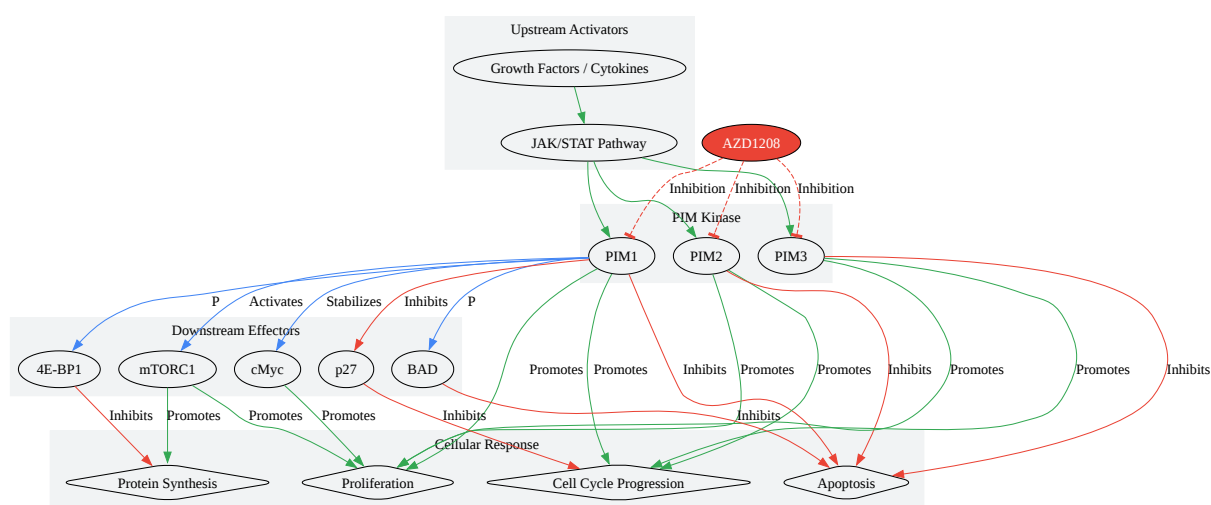 Upstream Activators
Growth Factors / Cytokines
JAK/STAT Pathway
AZD1208
Inhibition
Inhibition
Inhibition
PIM Kinase
PIM1
PIM2
PIM3
P
Activates
Stabilizes
Inhibits
P
Downstream Effectors
4E-BP1
mTORC1
cMyc
p27
BAD
Promotes
Promotes
Inhibits
Promotes
Promotes
Inhibits
Promotes
Promotes
Inhibits
Inhibits
Promotes
Promotes
Promotes
Inhibits
Inhibits
Cellular Response
Protein Synthesis
Proliferation
Cell Cycle Progression
Apoptosis